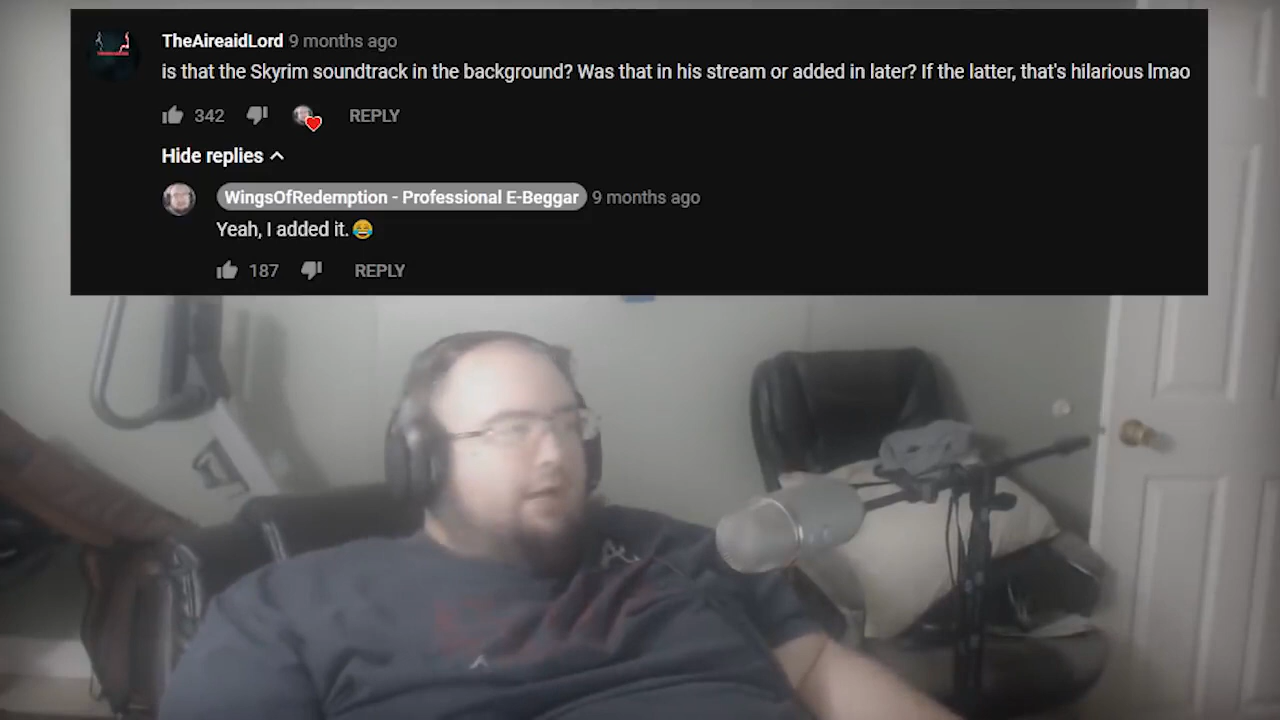 TheAireaidLord 9 months ago
is that the Skyrim soundtrack in the background? Was that in his stream or added in later? If the latter, that's hilarious lmao
342 REPLY
Hide replies
WingsOfRedemption - Professional E-Beggar 9 months ago
Yeah, I added it. 😂
187 REPLY